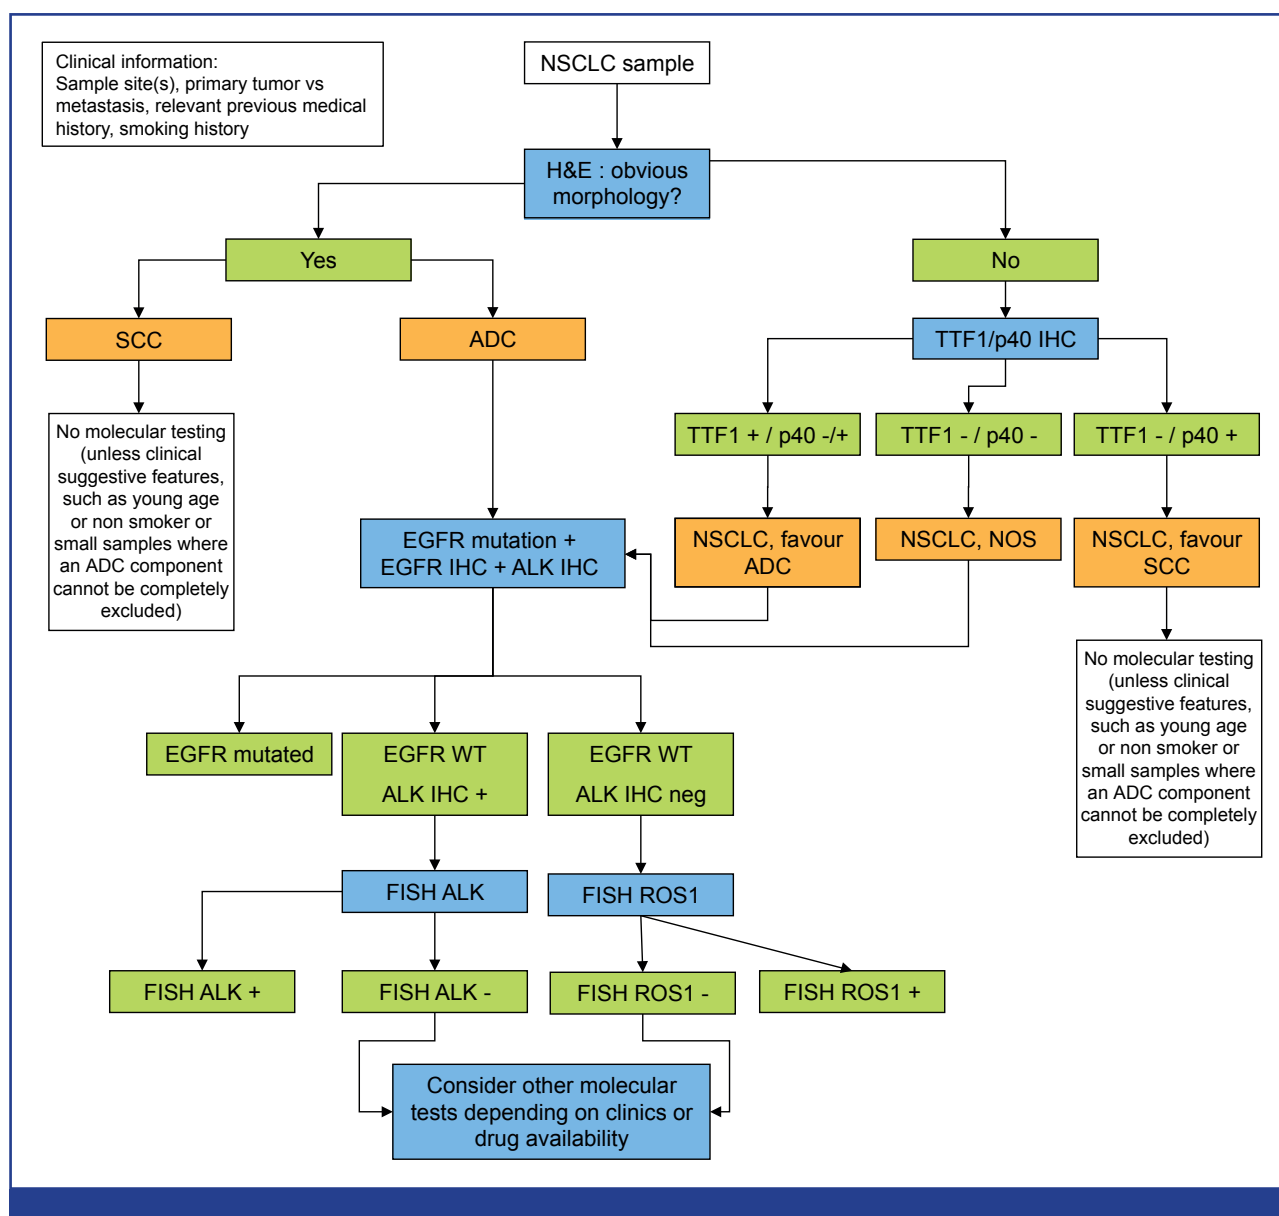 Clinical information:
Sample site(s), primary tumor vs
metastasis, relevant previous medical
history, smoking history
NSCLC sample
H&E : obvious
morphology?
Yes
No
SCC
ADC
TTF1/p40 IHC
No molecular testing
(unless clinical
suggestive features,
such as young age
or non smoker or
small samples where
an ADC component
cannot be completely
excluded)
TTF1 + / p40 -/+
TTF1 - / p40 -
TTF1 - / p40 +
EGFR mutation +
EGFR IHC + ALK IHC
NSCLC, favour
ADC
NSCLC, NOS
NSCLC, favour
SCC
No molecular testing
(unless clinical
suggestive features,
such as young age
or non smoker or
small samples where
an ADC component
cannot be completely
excluded)
EGFR mutated
EGFR WT
ALK IHC +
EGFR WT
ALK IHC neg
FISH ALK
FISH ROS1
FISH ALK +
FISH ALK -
FISH ROS1 -
FISH ROS1 +
Consider other molecular
tests depending on clinics or
drug availability